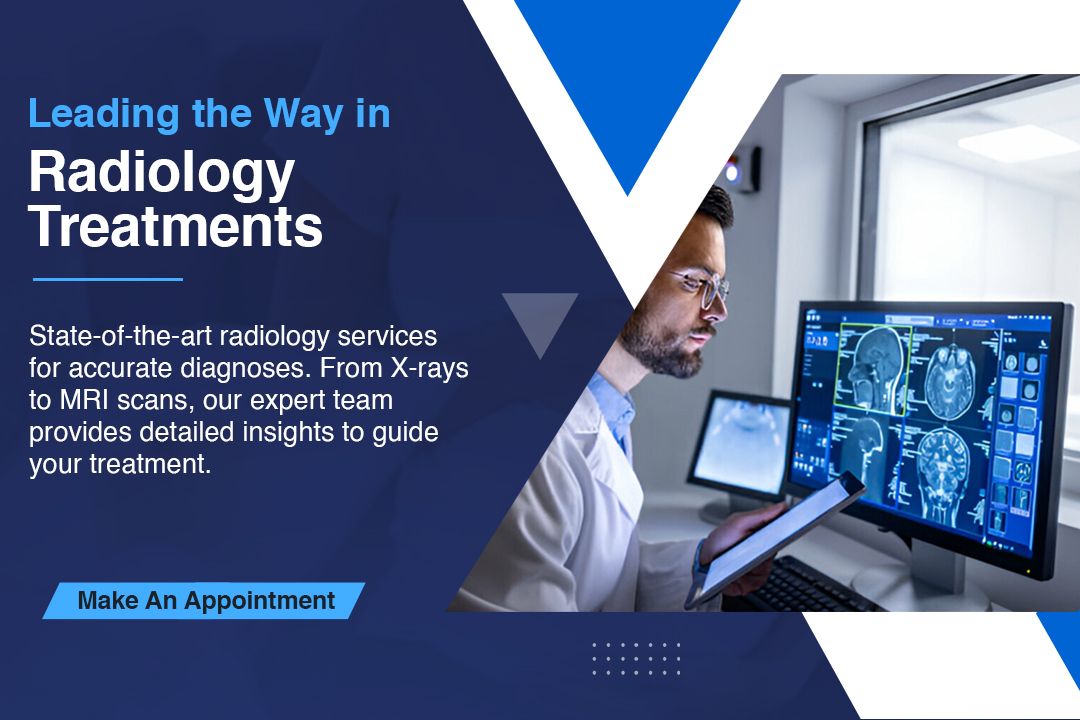 Leading the Way in
Radiology
Treatments
State-of-the-art radiology services
for accurate diagnoses. From X-rays
to MRI scans, our expert team
provides detailed insights to guide
your treatment.
Make An Appointment